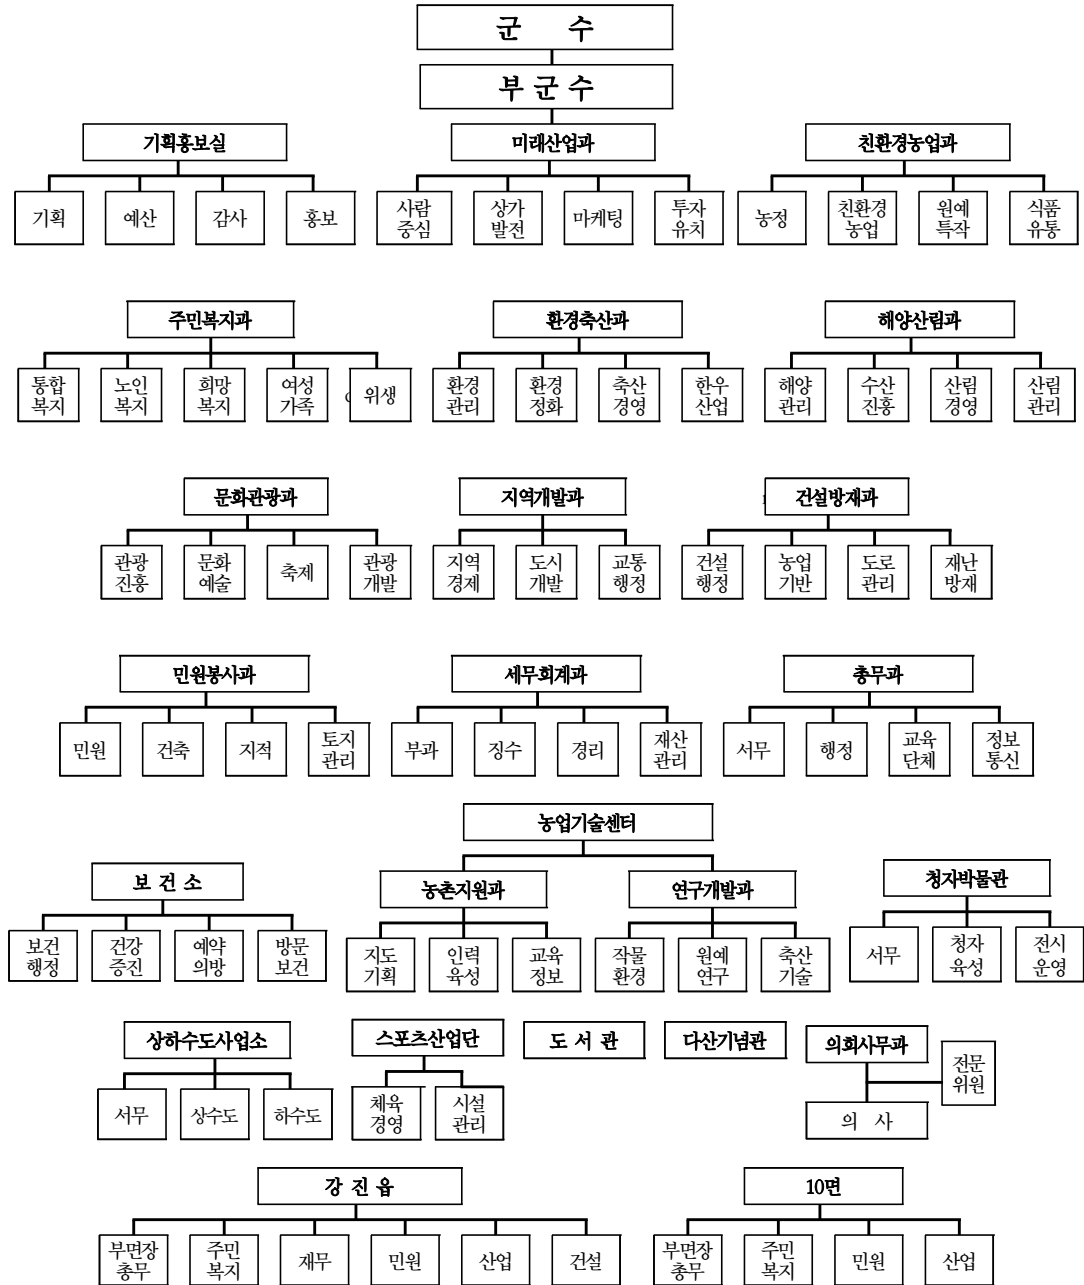 군 수
부 군 수
기획홍보실
미래산업과
친환경농업과
기획
예산
감사
홍보
사람
중심
상가
발전
마케팅
투자
유치
농정
친환경
농업
원예
특작
식품
유통
주민복지과
환경축산과
해양산림과
통합
복지
노인
복지
희망
복지
여성
가족
위생
환경
관리
환경
정화
축산
경영
한우
산업
해양
관리
수산
진흥
산림
경영
산림
관리
문화관광과
지역개발과
건설방재과
관광
진흥
문화
예술
축제
관광
개발
지역
경제
도시
개발
교통
행정
건설
행정
농업
기반
도로
관리
재난
방재
민원봉사과
세무회계과
총무과
민원
건축
지적
토지
관리
부과
징수
경리
재산
관리
서무
행정
교육
단체
정보
통신
농업기술센터
보 건 소
농촌지원과
연구개발과
청자박물관
보건
행정
건강
증진
예약
의방
방문
보건
지도
기획
인력
육성
교육
정보
작물
환경
원예
연구
축산
기술
서무
청자
육성
전시
운영
상하수도사업소
스포츠산업단
도 서 관
다산기념관
의회사무과
전문
위원
서무
상수도
하수도
체육
경영
시설
관리
의 사
강 진 읍
10면
부면장
총무
주민
복지
재무
민원
산업
건설
부면장
총무
주민
복지
민원
산업